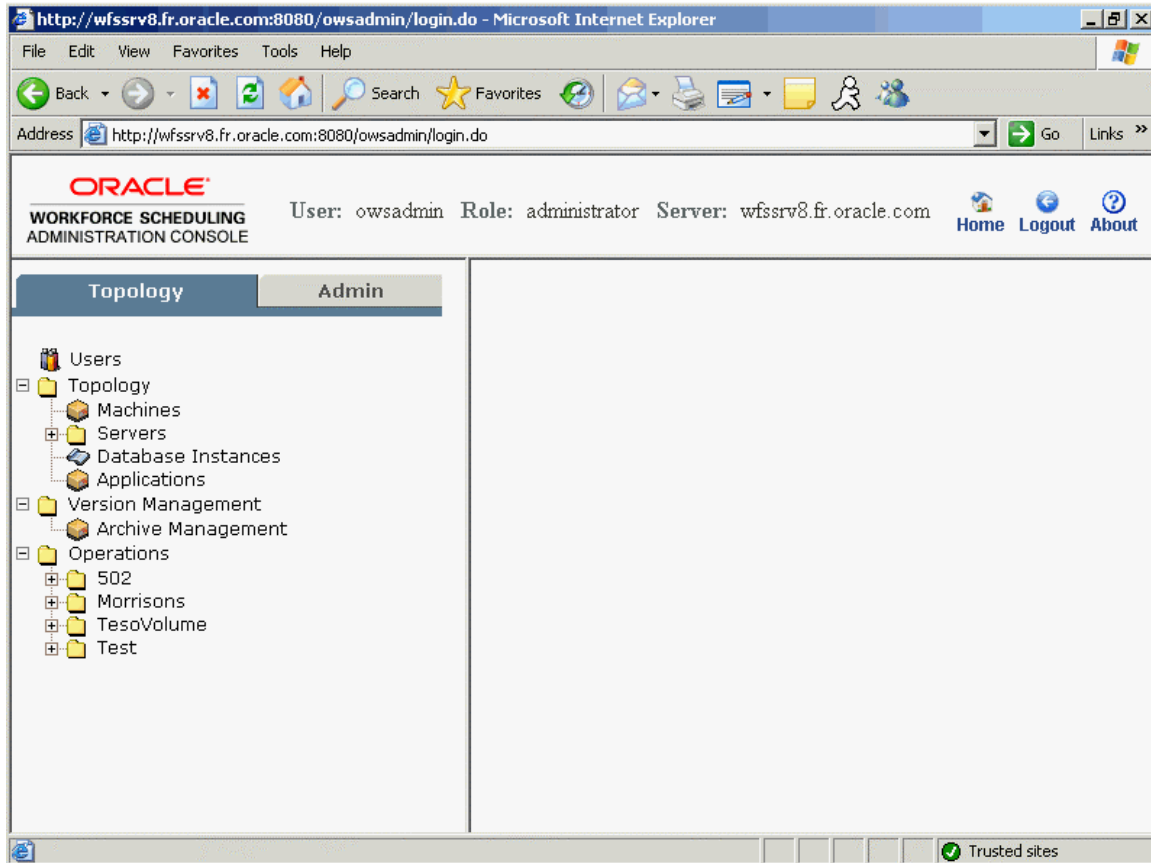 http://wfssrv8.fr.oracle.com:8080/owsadmin/login.do - Microsoft Internet Explorer
File Edit View Favorites Tools Help
Back Search Favorites
Address http://wfssrv8.fr.oracle.com:8080/owsadmin/login.do Go Links »
ORACLE
WORKFORCE SCHEDULING
ADMINISTRATION CONSOLE
User: owsadmin Role: administrator Server: wfssrv8.fr.oracle.com
Home Logout About
Topology Admin
Users
Topology
Machines
Servers
Database Instances
Applications
Version Management
Archive Management
Operations
502
Morrisons
TesoVolume
Test
Trusted sites